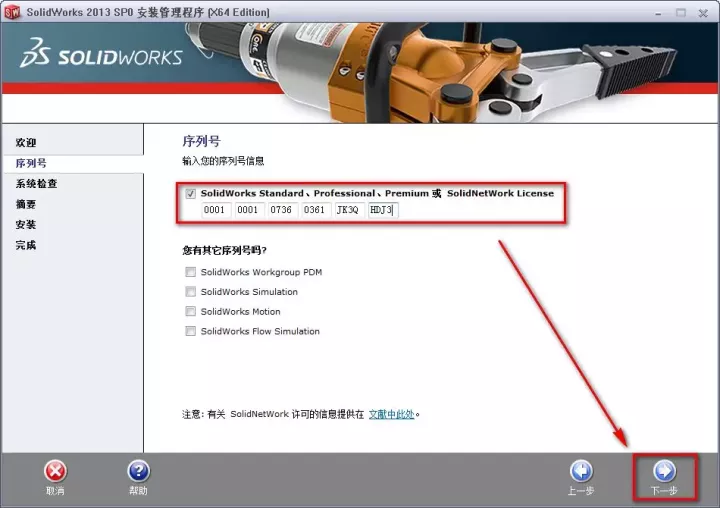 SolidWorks 2013 SP0 安装管理程序 (X64 Edition)
SW
3S SOLIDWORKS
欢迎
序列号
系统检查
摘要
安装
完成
序列号
输入您的序列号信息
SolidWorks Standard、Professional、Premium 或 SolidNetWork License
0001 0001 0736 0361 JK3Q HDJ3
您有其它序列号吗?
SolidWorks Workgroup PDM
SolidWorks Simulation
SolidWorks Motion
SolidWorks Flow Simulation
注意: 有关 SolidNetWork 许可的信息提供在 文献中此处。
取消
帮助
上一步
下一步